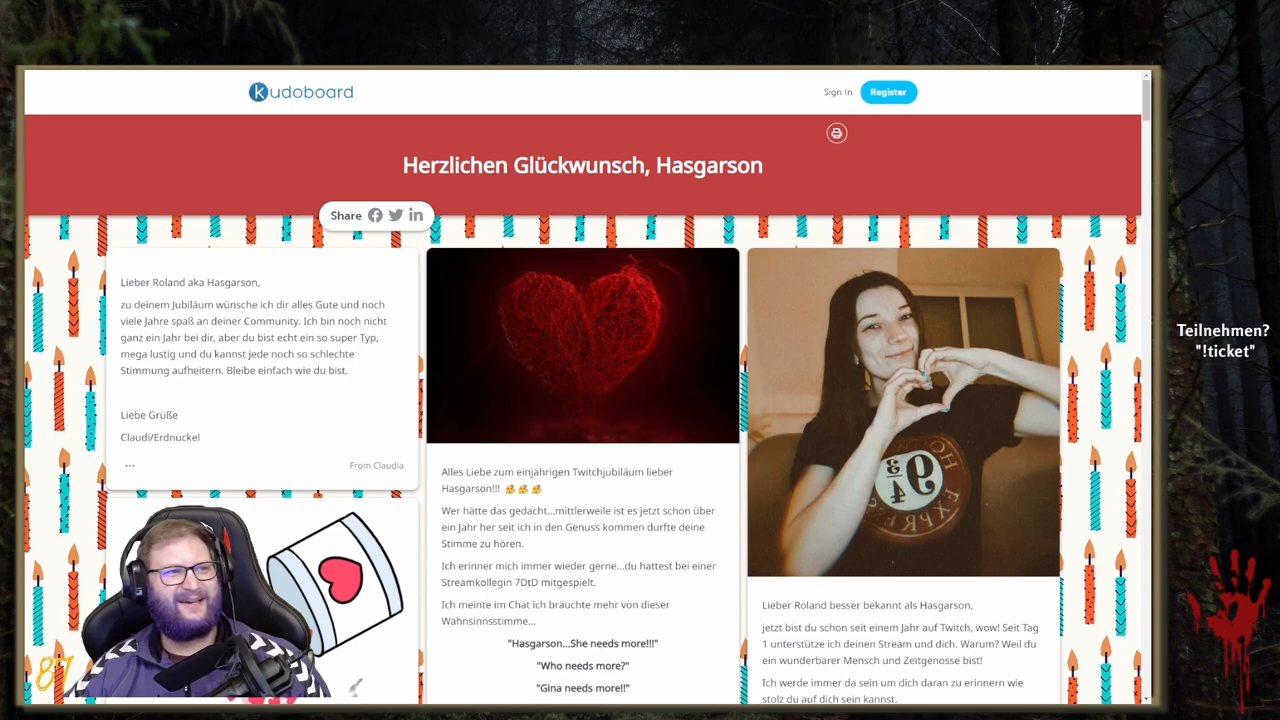 kudoboard
Sign In
Register
Herzlichen Glückwunsch, Hasgarson
Share
Lieber Roland aka Hasgarson,
zu deinem Jubiläum wünsche ich dir alles Gute und noch
viele Jahre spaß an deiner Community. Ich bin noch nicht
ganz ein Jahr bei dir, aber du bist echt ein so super Typ,
mega lustig und du kannst jede noch so schlechte
Stimmung aufheitern. Bleibe einfach wie du bist.
Liebe Grüße
Claudi/Erdnuckel
...
From Claudia
Alles Liebe zum einjährigen Twitchjubiläum lieber
Hasgarson!!!
Wer hätte das gedacht...mittlerweile ist es jetzt schon über
ein Jahr her seit ich in den Genuss kommen durfte deine
Stimme zu hören.
Ich erinner mich immer wieder gerne...du hattest bei einer
Streamkollegin 7DtD mitgespielt.
Ich meinte im Chat ich bräuchte mehr von dieser
Wahnsinnsstimme...
"Hasgarson...She needs more!!!"
"Who needs more?"
"Gina needs more!!"
9 3/4
Lieber Roland besser bekannt als Hasgarson,
jetzt bist du schon seit einem Jahr auf Twitch, wow! Seit Tag
1 unterstütze ich deinen Stream und dich. Warum? Weil du
ein wunderbarer Mensch und Zeitgenosse bist!
Ich werde immer da sein um dich daran zu erinnern wie
stolz du auf dich sein kannst.
Teilnehmen?
"!ticket"
87